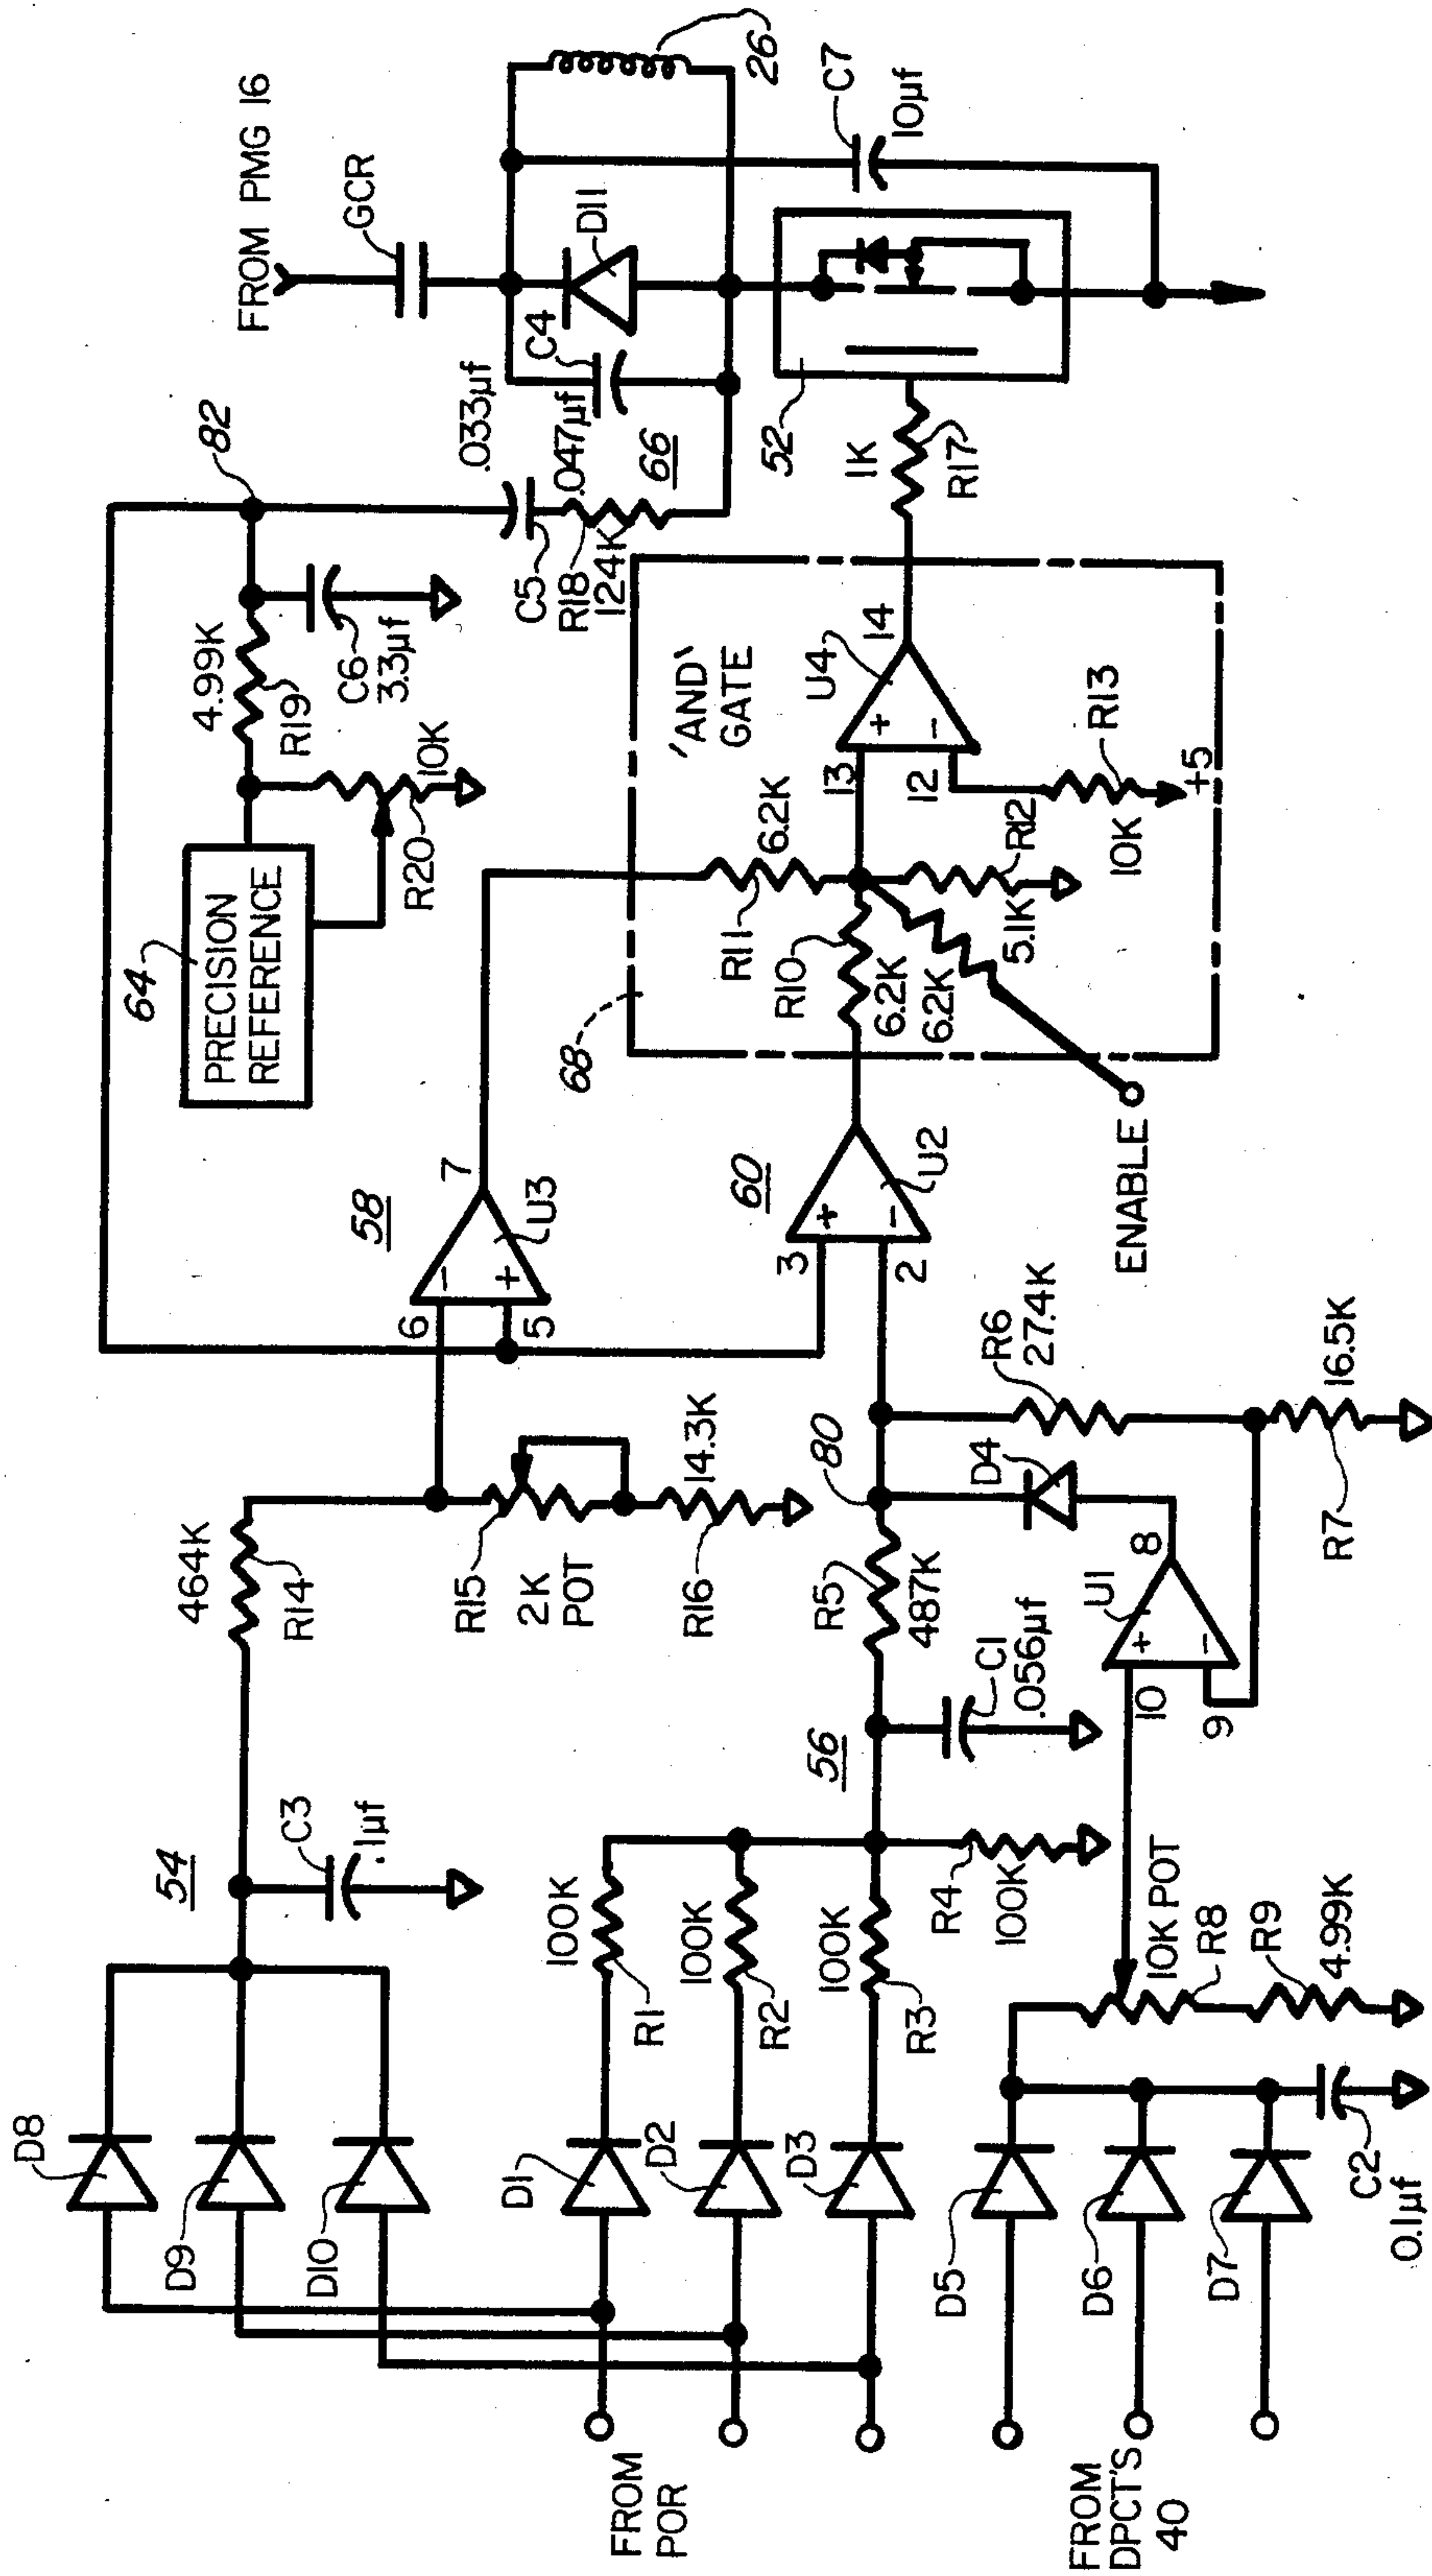 FROM PMG 16
GCR
82
.033µf
C4
D11
26
64
PRECISION
REFERENCE
4.99K
R19
C6
3.3µf
R20
10K
C5
R18
124K
.047µf
66
C7
10µf
52
1K
R17
58
7
U3
6
5
68
'AND'
GATE
R11
6.2K
R10
6.2K
6.2K
R12
5.1K
U4
13
12
14
R13
10K
+5
60
3
2
U2
ENABLE
54
D8
D9
D10
C3
.1µf
464K
R14
R15
2K
POT
14.3K
R16
80
56
D1
D2
D3
100K
R1
100K
R2
100K
R3
R4
100K
C1
.056µf
R5
487K
D4
R6
27.4K
U1
10
9
8
R7
16.5K
FROM
POR
FROM
DPCT'S
40
D5
D6
D7
C2
0.1µf
10K POT
R8
R9
4.99K
+
−
+
−
+
−
+
−